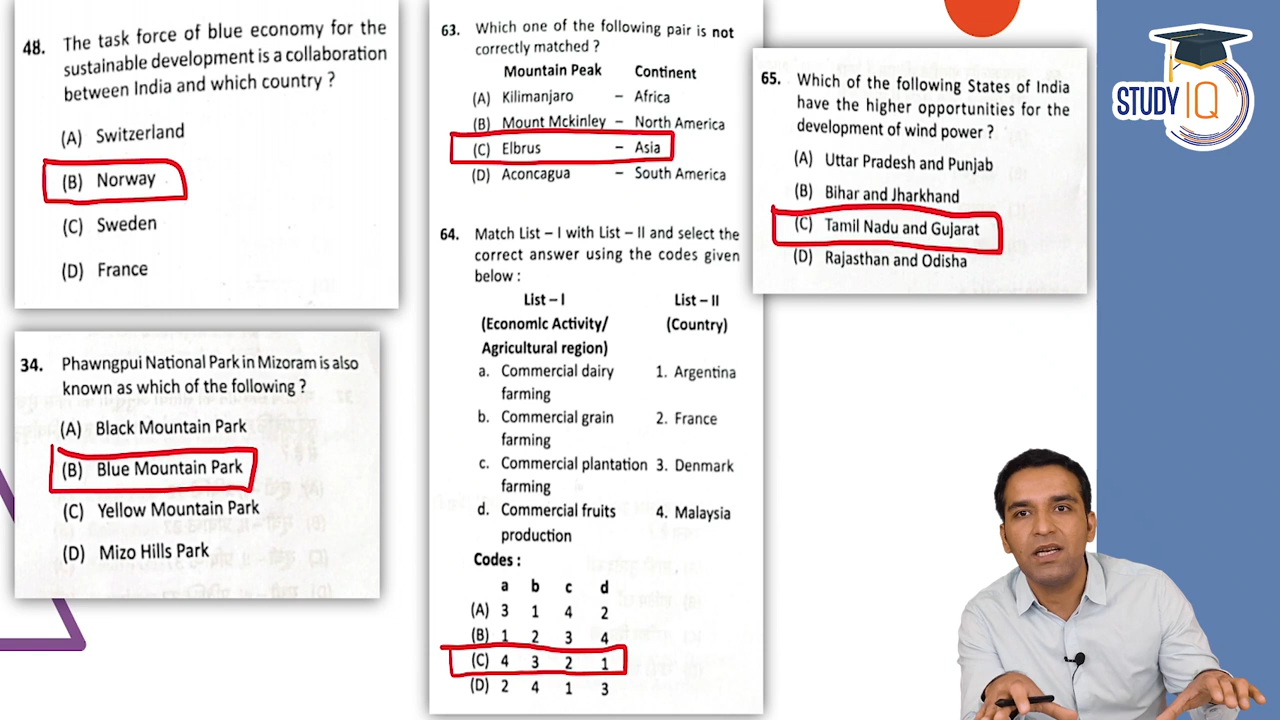 48. The task force of blue economy for the
sustainable development is a collaboration
between India and which country ?
(A) Switzerland
(B) Norway
(C) Sweden
(D) France
34. Phawngpui National Park in Mizoram is also
known as which of the following ?
(A) Black Mountain Park
(B) Blue Mountain Park
(C) Yellow Mountain Park
(D) Mizo Hills Park
63. Which one of the following pair is not
correctly matched ?
Mountain Peak Continent
(A) Kilimanjaro – Africa
(B) Mount Mckinley – North America
(C) Elbrus – Asia
(D) Aconcagua – South America
64. Match List – I with List – II and select the
correct answer using the codes given
below :
List – I List – II
(Economic Activity/ (Country)
Agricultural region)
a. Commercial dairy 1. Argentina
farming
b. Commercial grain 2. France
farming
c. Commercial plantation 3. Denmark
farming
d. Commercial fruits 4. Malaysia
production
Codes :
a b c d
(A) 3 1 4 2
(B) 1 2 3 4
(C) 4 3 2 1
(D) 2 4 1 3
65. Which of the following States of India
have the higher opportunities for the
development of wind power ?
(A) Uttar Pradesh and Punjab
(B) Bihar and Jharkhand
(C) Tamil Nadu and Gujarat
(D) Rajasthan and Odisha
STUDY IQ